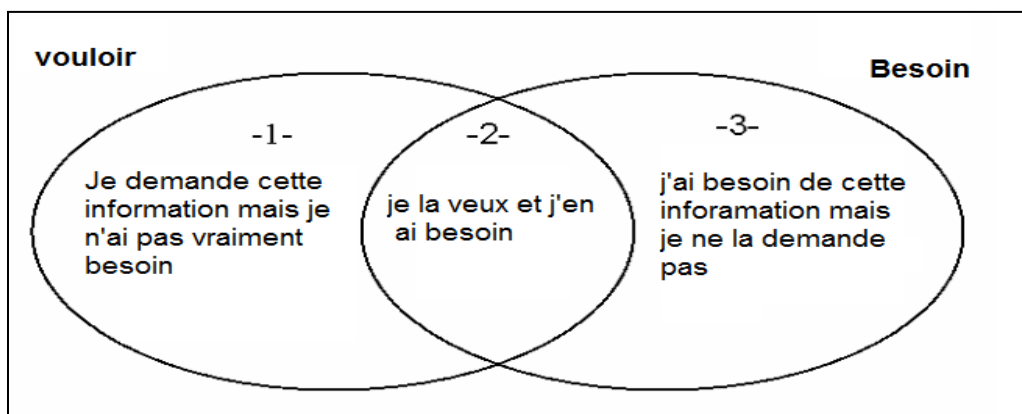 vouloir
Besoin
-1-
Je demande cette
information mais je
n'ai pas vraiment
besoin
-2-
je la veux et j'en
ai besoin
-3-
j'ai besoin de cette
inforamation mais
je ne la demande
pas